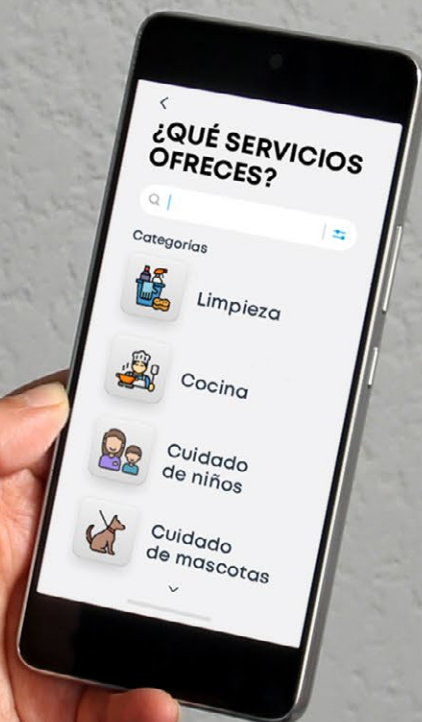 ¿QUÉ SERVICIOS
OFRECES?
Categorías
Limpieza
Cocina
Cuidado
de niños
Cuidado
de mascotas